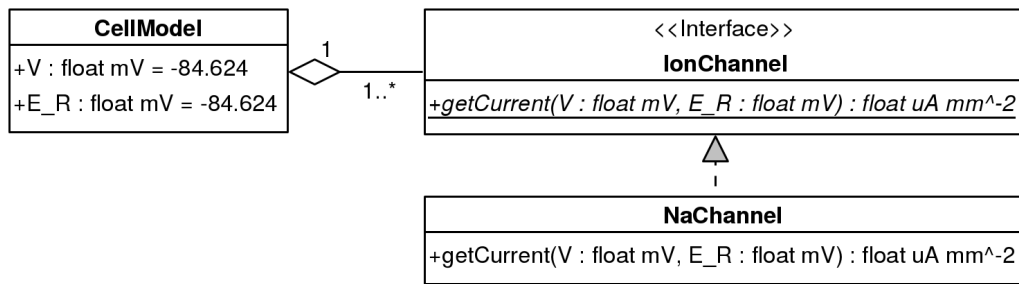 CellModel
+V : float mV = -84.624
+E_R : float mV = -84.624
1
1..*
<<Interface>>
IonChannel
+getCurrent(V : float mV, E_R : float mV) : float uA mm^-2
NaChannel
+getCurrent(V : float mV, E_R : float mV) : float uA mm^-2